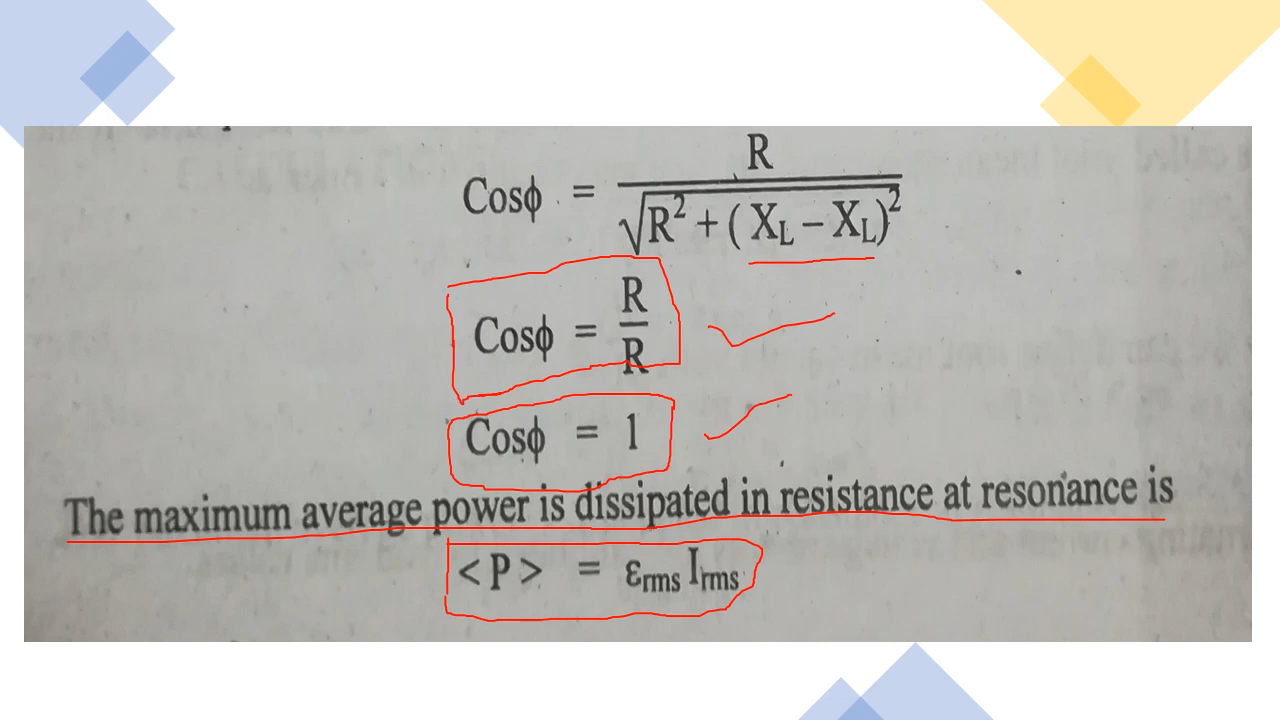 Cosϕ = R / √R² + ( X_L – X_L)²
Cosϕ = R / R
Cosϕ = 1
The maximum average power is dissipated in resistance at resonance is
< P > = ε_rms I_rms